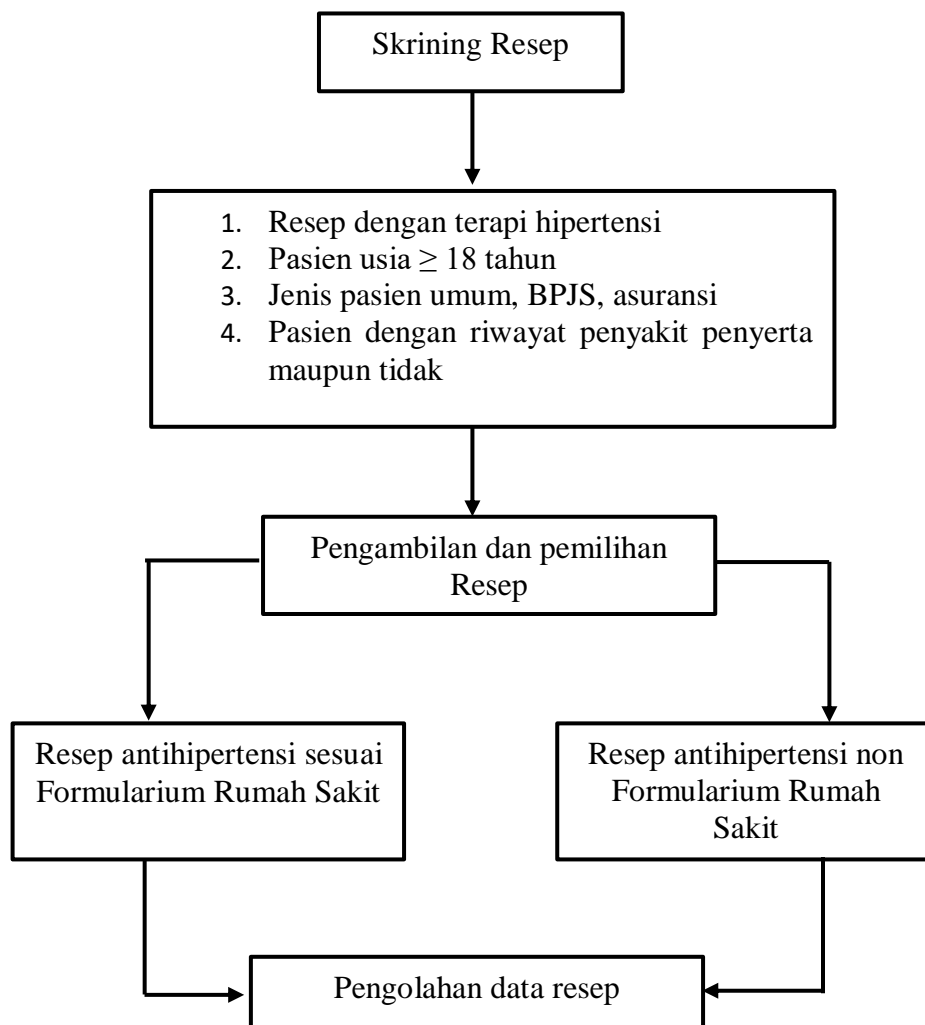 Skrining Resep
1. Resep dengan terapi hipertensi
2. Pasien usia ≥ 18 tahun
3. Jenis pasien umum, BPJS, asuransi
4. Pasien dengan riwayat penyakit penyerta
maupun tidak
Pengambilan dan pemilihan
Resep
Resep antihipertensi sesuai
Formularium Rumah Sakit
Resep antihipertensi non
Formularium Rumah
Sakit
Pengolahan data resep